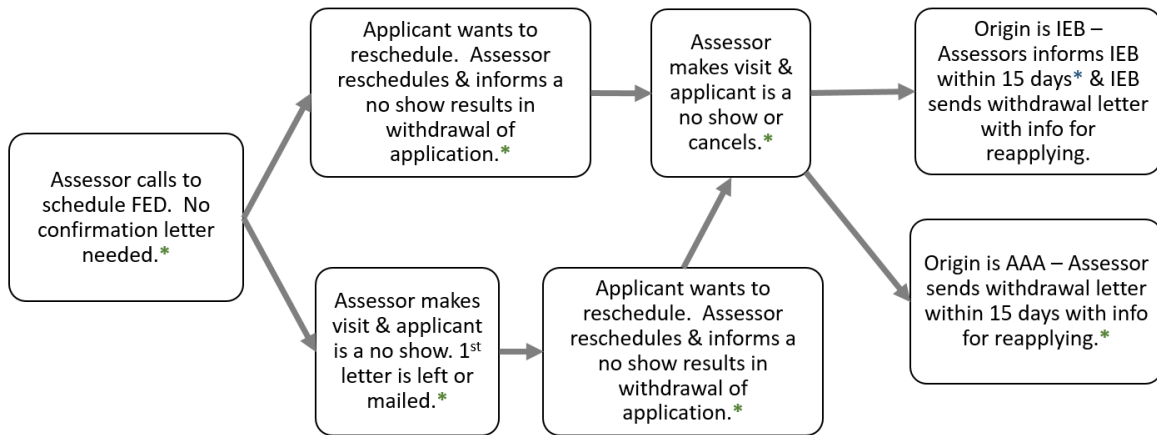 Assessor calls to
schedule FED.  No
confirmation letter
needed.*
Applicant wants to
reschedule.  Assessor
reschedules & informs a
no show results in
withdrawal of
application.*
Assessor makes
visit & applicant
is a no show. 1st
letter is left or
mailed.*
Applicant wants to
reschedule.  Assessor
reschedules & informs a
no show results in
withdrawal of
application.*
Assessor
makes visit &
applicant is a
no show or
cancels.*
Origin is IEB –
Assessors informs IEB
within 15 days* & IEB
sends withdrawal letter
with info for
reapplying.
Origin is AAA – Assessor
sends withdrawal letter
within 15 days with info
for reapplying.*